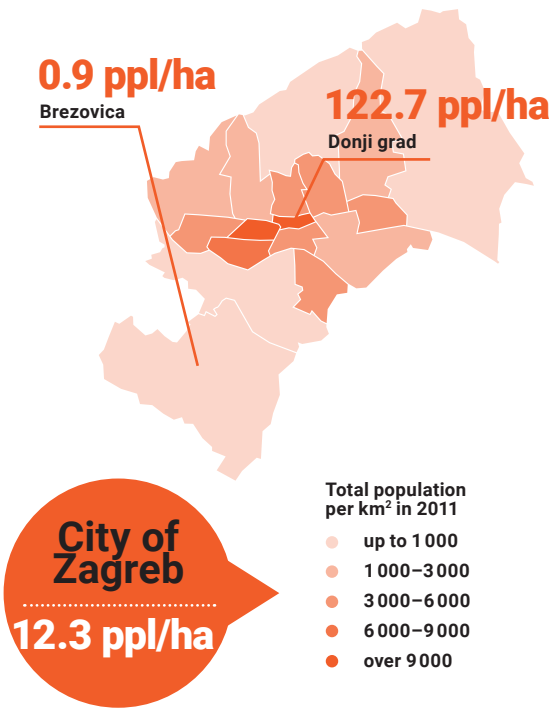 0.9 ppl/ha
Brezovica
122.7 ppl/ha
Donji grad
City of
Zagreb
12.3 ppl/ha
Total population
per km² in 2011
up to 1 000
1 000–3 000
3 000–6 000
6 000–9 000
over 9 000